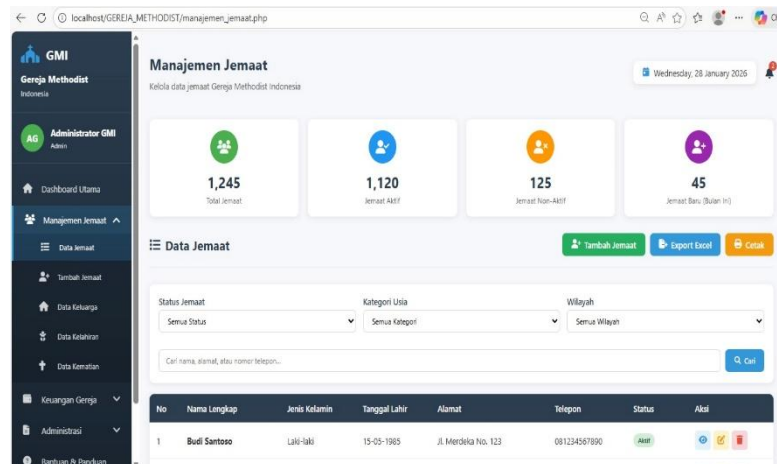 localhost/GEREJA_METHODIST/manajemen_jemaat.php
GMI
Gereja Methodist
Indonesia
AG
Administrator GMI
Admin
Dashboard Utama
Manajemen Jemaat
Data Jemaat
Tambah Jemaat
Data Keluarga
Data Kelahiran
Data Kematian
Keuangan Gereja
Administrasi
Bantuan & Panduan
Manajemen Jemaat
Kelola data jemaat Gereja Methodist Indonesia
Wednesday, 28 January 2026
1,245
Total Jemaat
1,120
Jemaat Aktif
125
Jemaat Non-Aktif
45
Jemaat Baru (Bulan Ini)
Data Jemaat
Tambah Jemaat
Export Excel
Cetak
Status Jemaat
Semua Status
Kategori Usia
Semua Kategori
Wilayah
Semua Wilayah
Cari nama, alamat, atau nomor telepon...
Cari
No Nama Lengkap Jenis Kelamin Tanggal Lahir Alamat Telepon Status Aksi
1 Budi Santoso Laki-laki 15-05-1985 Jl. Merdeka No. 123 081234567890 Aktif